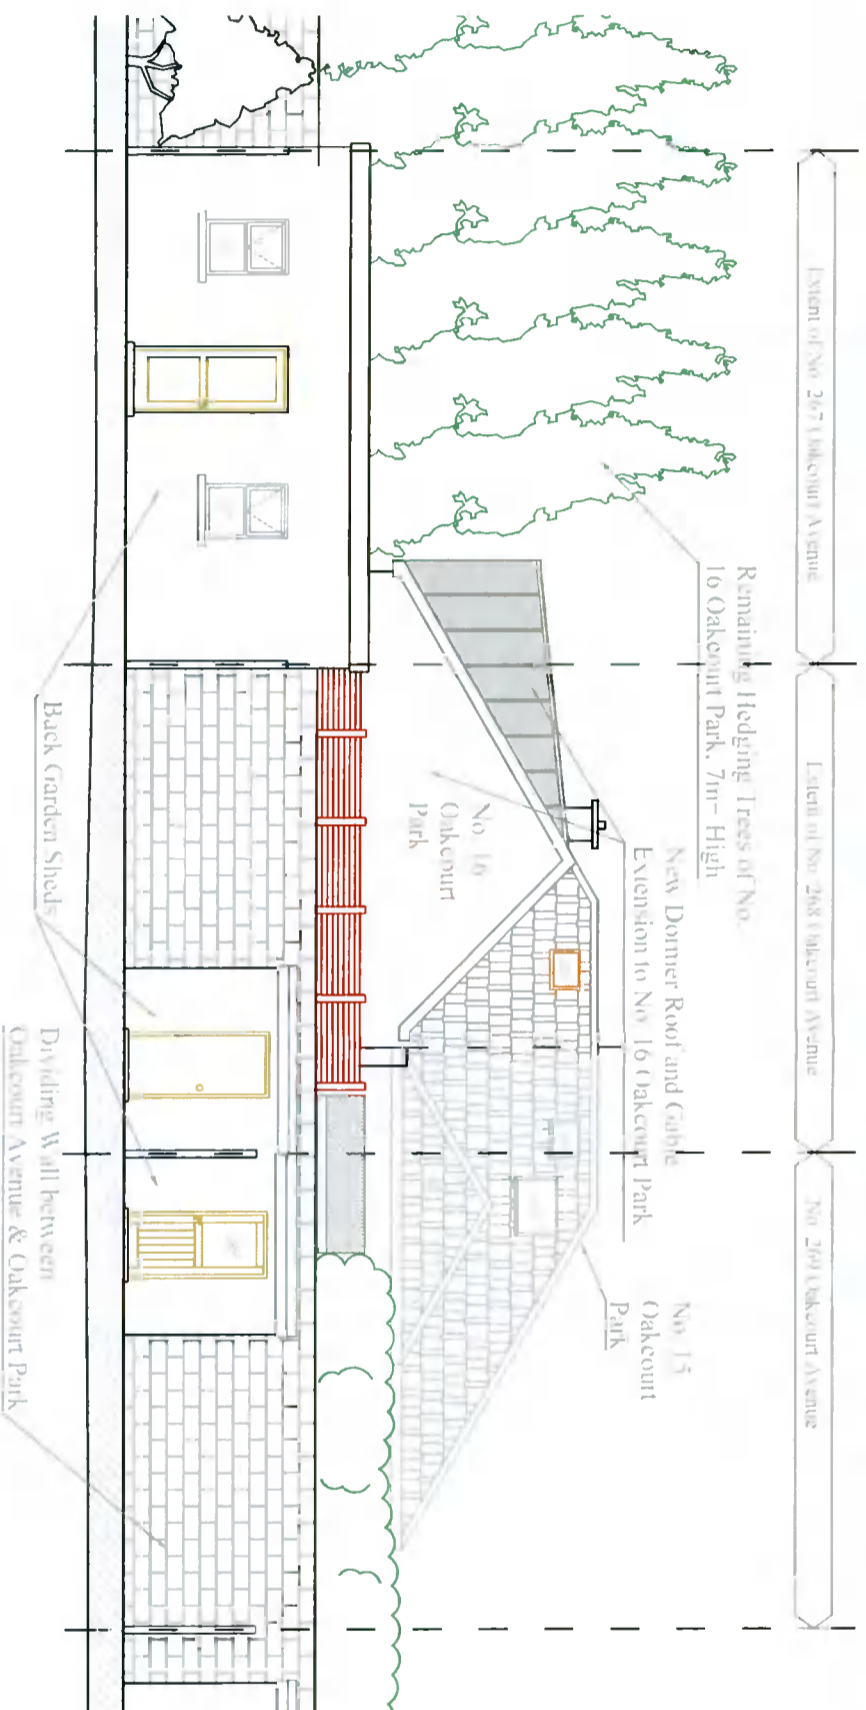 Extent of No. 267 Oakcourt Avenue
Extent of No. 268 Oakcourt Avenue
No. 269 Oakcourt Avenue
Remaining Hedging Trees of No.
16 Oakcourt Park. 7m- High
New Dormer Roof and Gable
Extension to No. 16 Oakcourt Park
No. 15
Oakcourt
Park
No. 16
Oakcourt
Park
Back Garden Sheds
Dividing Wall between
Oakcourt Avenue & Oakcourt Park